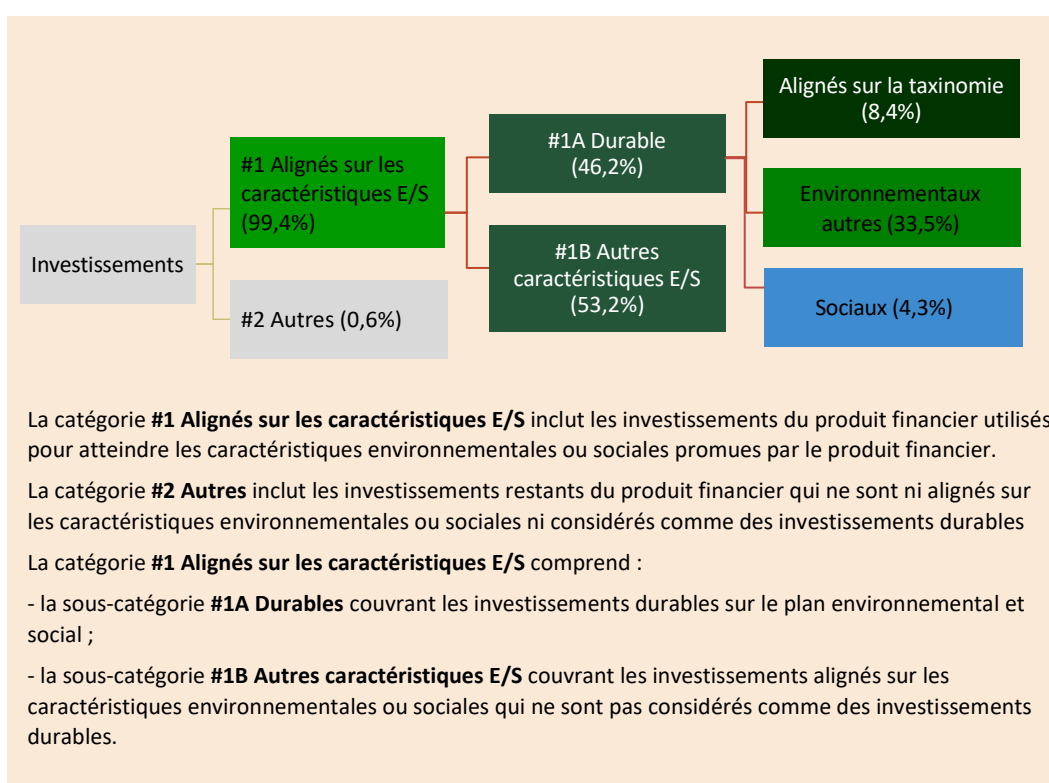 Investissements
#1 Alignés sur les
caractéristiques E/S
(99,4%)
#2 Autres (0,6%)
#1A Durable
(46,2%)
#1B Autres
caractéristiques E/S
(53,2%)
Alignés sur la taxinomie
(8,4%)
Environnementaux
autres (33,5%)
Sociaux (4,3%)
La catégorie #1 Alignés sur les caractéristiques E/S inclut les investissements du produit financier utilisés
pour atteindre les caractéristiques environnementales ou sociales promues par le produit financier.
La catégorie #2 Autres inclut les investissements restants du produit financier qui ne sont ni alignés sur
les caractéristiques environnementales ou sociales ni considérés comme des investissements durables
La catégorie #1 Alignés sur les caractéristiques E/S comprend :
- la sous-catégorie #1A Durables couvrant les investissements durables sur le plan environnemental et
social ;
- la sous-catégorie #1B Autres caractéristiques E/S couvrant les investissements alignés sur les
caractéristiques environnementales ou sociales qui ne sont pas considérés comme des investissements
durables.